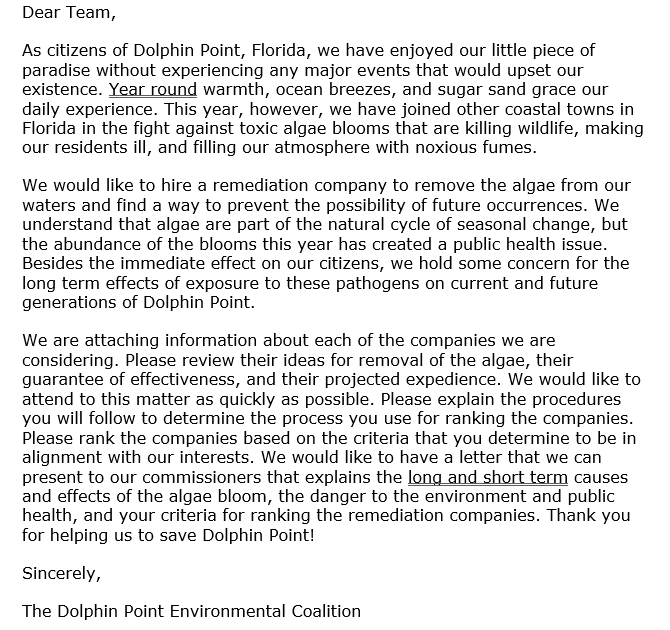 Dear Team,
As citizens of Dolphin Point, Florida, we have enjoyed our little piece of
paradise without experiencing any major events that would upset our
existence. Year round warmth, ocean breezes, and sugar sand grace our
daily experience. This year, however, we have joined other coastal towns in
Florida in the fight against toxic algae blooms that are killing wildlife, making
our residents ill, and filling our atmosphere with noxious fumes.
We would like to hire a remediation company to remove the algae from our
waters and find a way to prevent the possibility of future occurrences. We
understand that algae are part of the natural cycle of seasonal change, but
the abundance of the blooms this year has created a public health issue.
Besides the immediate effect on our citizens, we hold some concern for the
long term effects of exposure to these pathogens on current and future
generations of Dolphin Point.
We are attaching information about each of the companies we are
considering. Please review their ideas for removal of the algae, their
guarantee of effectiveness, and their projected expedience. We would like to
attend to this matter as quickly as possible. Please explain the procedures
you will follow to determine the process you use for ranking the companies.
Please rank the companies based on the criteria that you determine to be in
alignment with our interests. We would like to have a letter that we can
present to our commissioners that explains the long and short term causes
and effects of the algae bloom, the danger to the environment and public
health, and your criteria for ranking the remediation companies. Thank you
for helping us to save Dolphin Point!
Sincerely,
The Dolphin Point Environmental Coalition